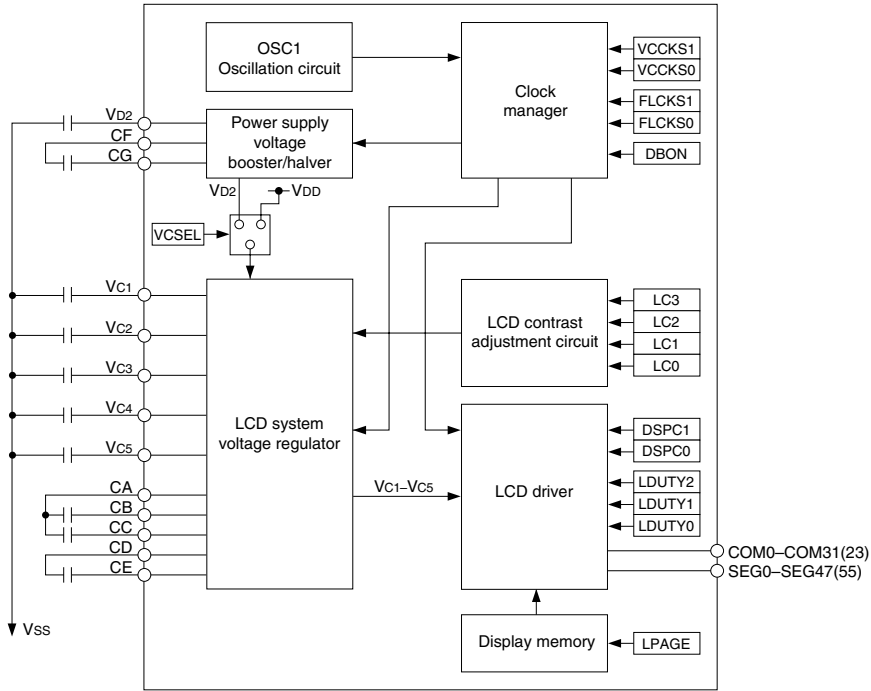 OSC1
Oscillation circuit
Clock
manager
VCCKS1
VCCKS0
FLCKS1
FLCKS0
DBON
VD2
CF
CG
Power supply
voltage
booster/halver
VD2
VDD
VCSEL
VC1
VC2
VC3
VC4
VC5
CA
CB
CC
CD
CE
VSS
LCD system
voltage regulator
LCD contrast
adjustment circuit
LC3
LC2
LC1
LC0
VC1–VC5
LCD driver
DSPC1
DSPC0
LDUTY2
LDUTY1
LDUTY0
COM0–COM31(23)
SEG0–SEG47(55)
Display memory
LPAGE